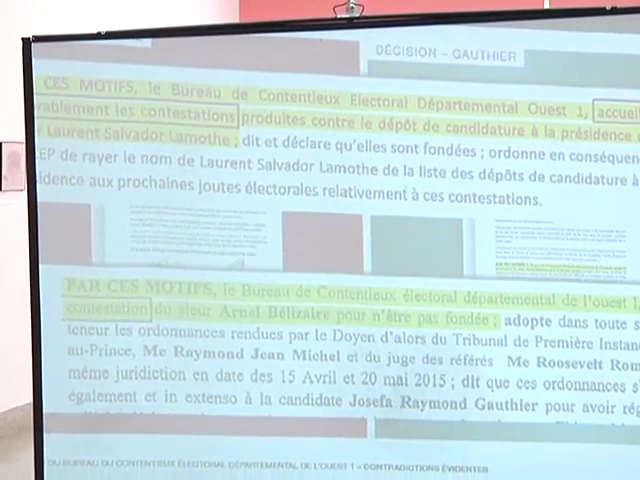 DÉCISION – GAUTHIER
CES MOTIFS, le Bureau de Contentieux Electoral Départemental Ouest 1, accuei
rablement les contestations produites contre le dépôt de candidature à la présidence
r Laurent Salvador Lamothe ; dit et déclare qu'elles sont fondées ; ordonne en conséquen
CEP de rayer le nom de Laurent Salvador Lamothe de la liste des dépôts de candidature à
idence aux prochaines joutes électorales relativement à ces contestations.
PAR CES MOTIFS, le Bureau de Contentieux électoral départemental de l'ouest 1,
contestation du sieur Arnel Bélizaire pour n'être pas fondée ; adopte dans toute s
teneur les ordonnances rendues par le Doyen d'alors du Tribunal de Première Instan
au-Prince, Me Raymond Jean Michel et du juge des référés Me Roosevelt Rom
même juridiction en date des 15 Avril et 20 mai 2015 ; dit que ces ordonnances s'
également et in extenso à la candidate Josefa Raymond Gauthier pour avoir rég
DU BUREAU DU CONTENTIEUX ÉLECTORAL DÉPARTEMENTAL DE L'OUEST 1 – CONTRADICTIONS ÉVIDENTES